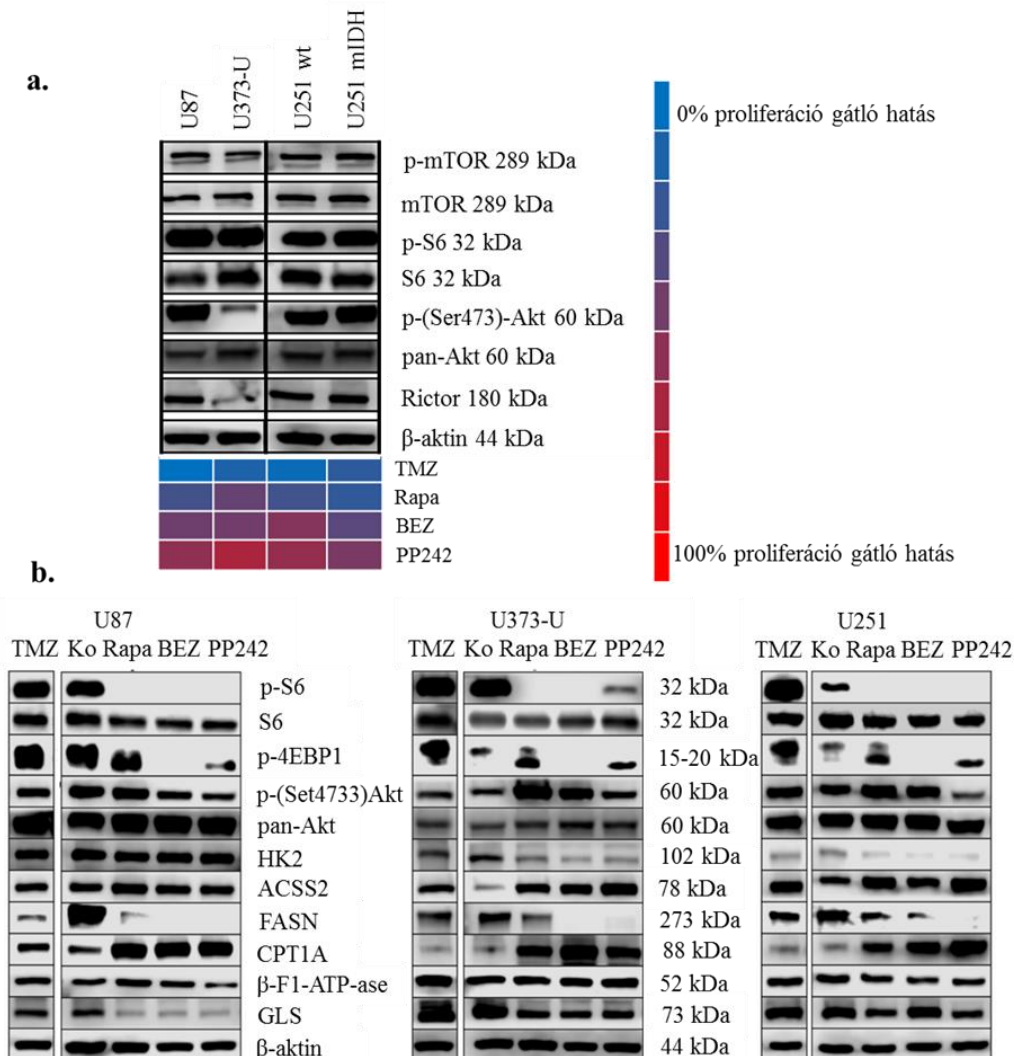 a.
U87
U373-U
U251 wt
U251 mIDH
p-mTOR 289 kDa
mTOR 289 kDa
p-S6 32 kDa
S6 32 kDa
p-(Ser473)-Akt 60 kDa
pan-Akt 60 kDa
Rictor 180 kDa
β-aktin 44 kDa
TMZ
Rapa
BEZ
PP242
0% proliferáció gátló hatás
100% proliferáció gátló hatás
b.
U87
TMZ Ko Rapa BEZ PP242
p-S6
S6
p-4EBP1
p-(Set4733)Akt
pan-Akt
HK2
ACSS2
FASN
CPT1A
β-F1-ATP-ase
GLS
β-aktin
U373-U
TMZ Ko Rapa BEZ PP242
32 kDa
32 kDa
15-20 kDa
60 kDa
60 kDa
102 kDa
78 kDa
273 kDa
88 kDa
52 kDa
73 kDa
44 kDa
U251
TMZ Ko Rapa BEZ PP242